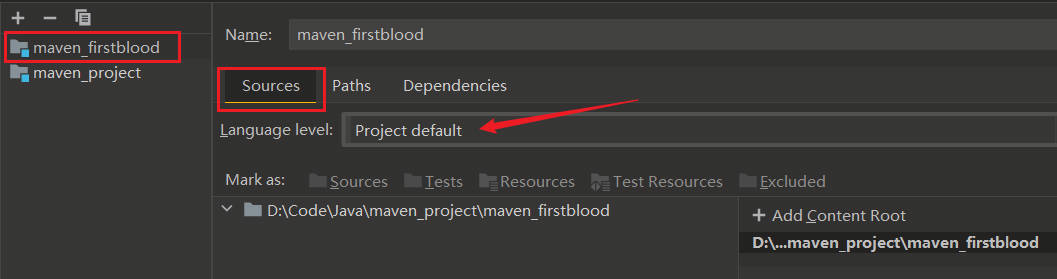 maven_firstblood
maven_project
Name: maven_firstblood
Sources Paths Dependencies
Language level: Project default
Mark as: Sources Tests Resources Test Resources Excluded
D:\Code\Java\maven_project\maven_firstblood
+ Add Content Root
D:\...maven_project\maven_firstblood